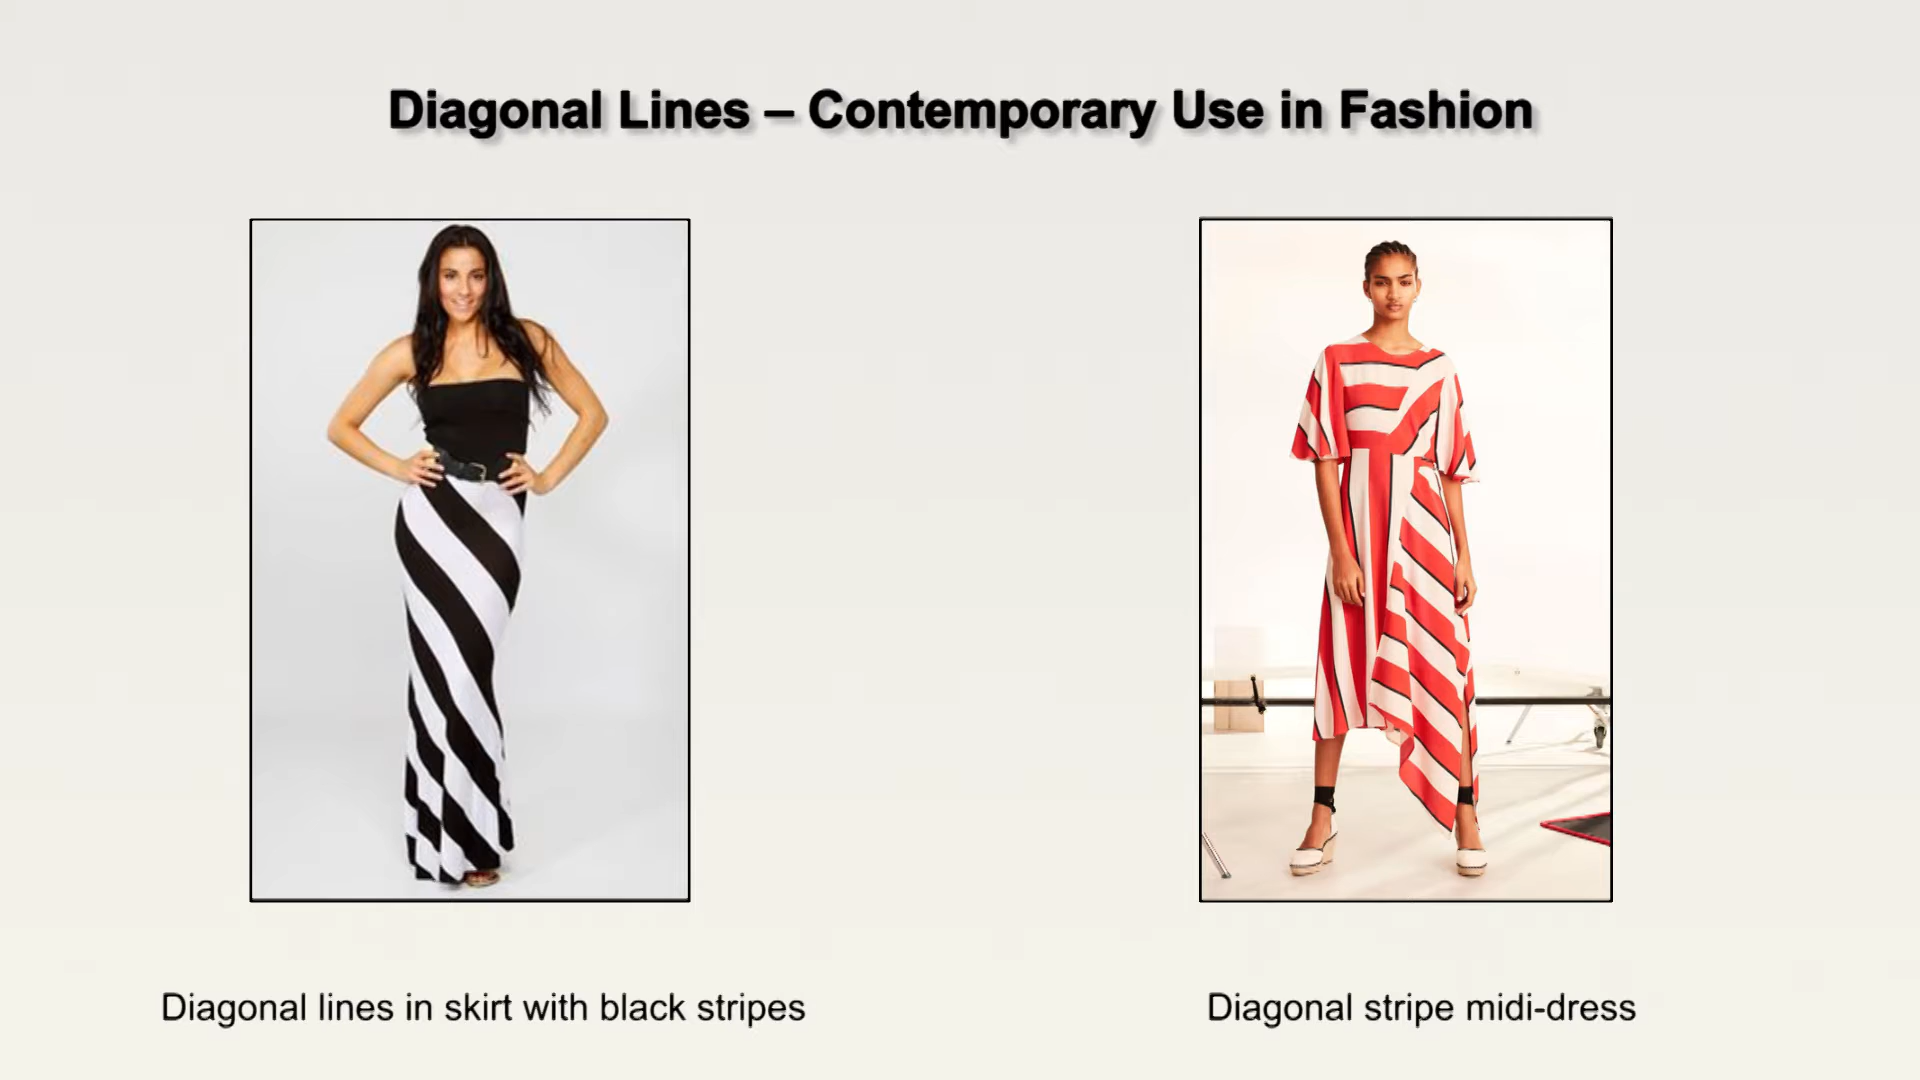 Diagonal Lines – Contemporary Use in Fashion
Diagonal lines in skirt with black stripes
Diagonal stripe midi-dress